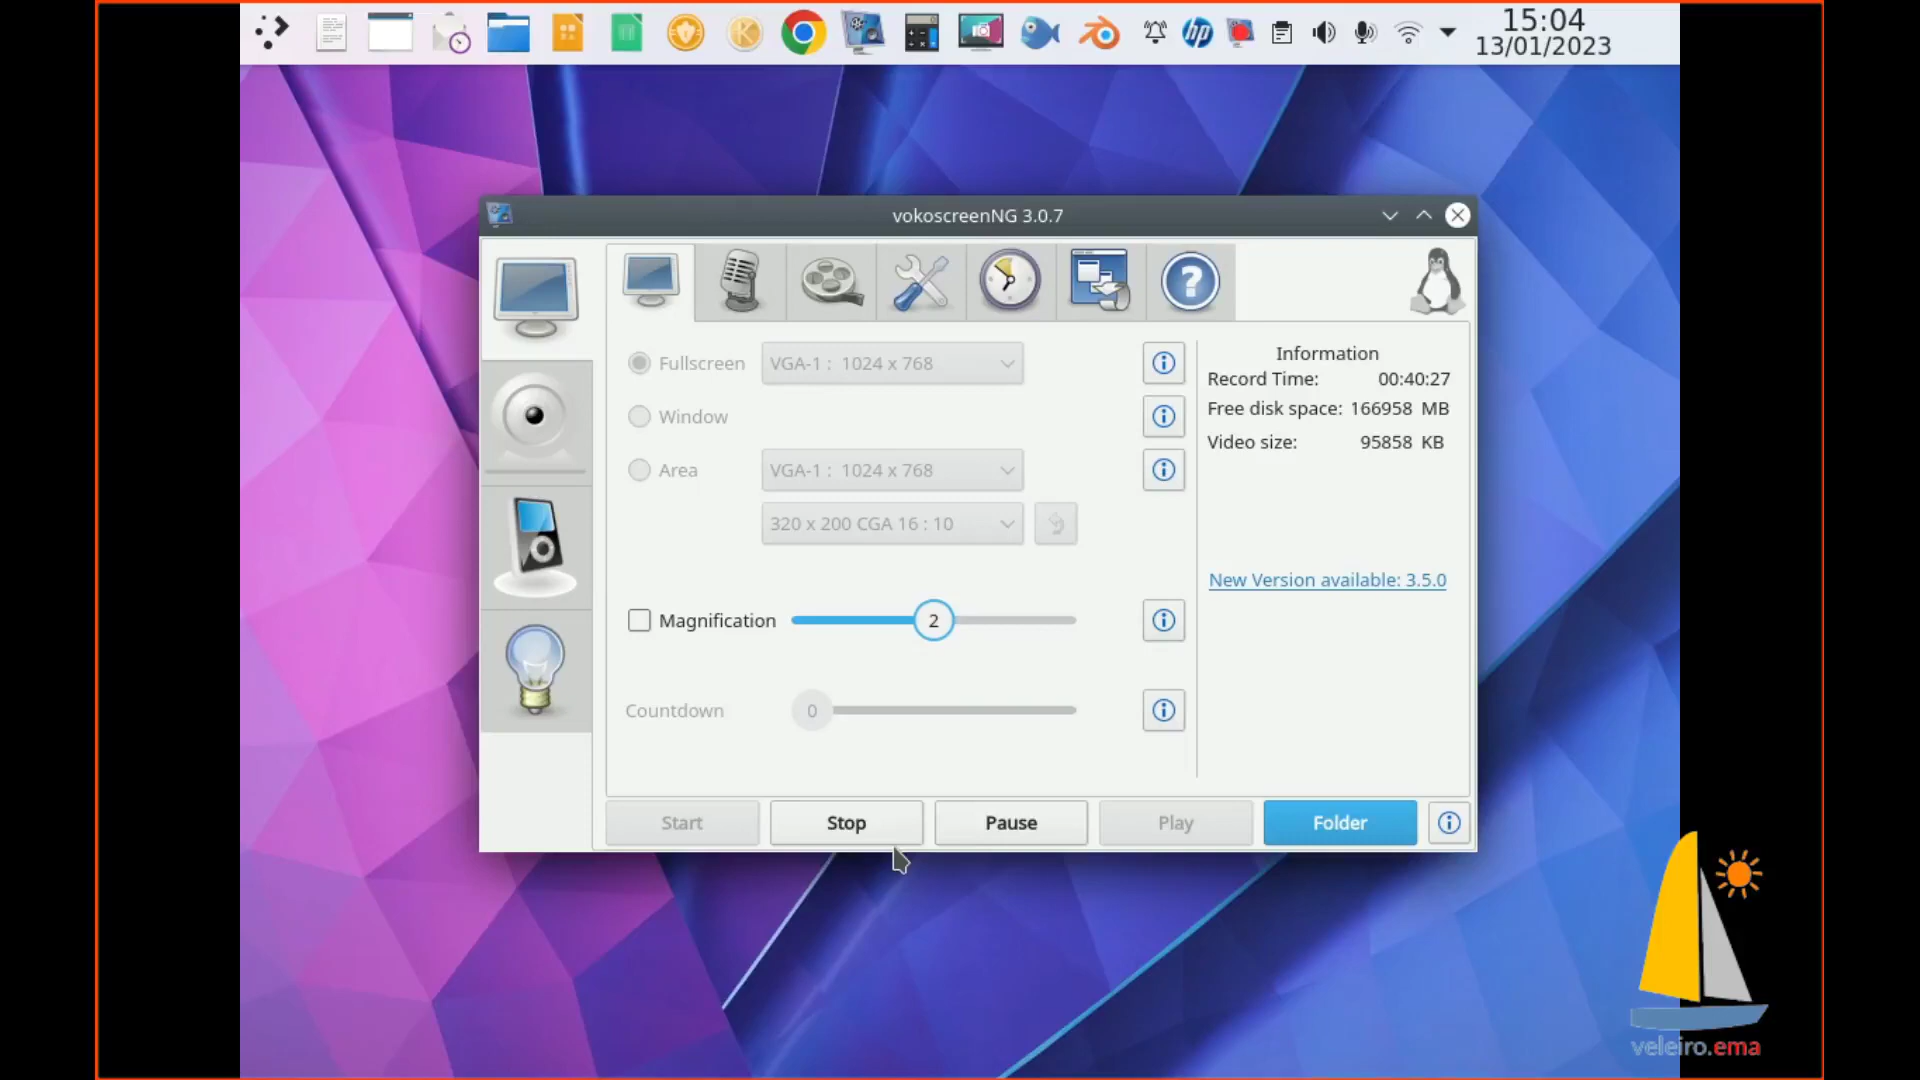 15:04
13/01/2023
vokoscreenNG 3.0.7
Fullscreen VGA-1 : 1024 x 768
Window
Area VGA-1 : 1024 x 768
320 x 200 CGA 16 : 10
Magnification 2
Countdown 0
Information
Record Time: 00:40:27
Free disk space: 166958 MB
Video size: 95858 KB
New Version available: 3.5.0
Start Stop Pause Play Folder
veleiro.ema